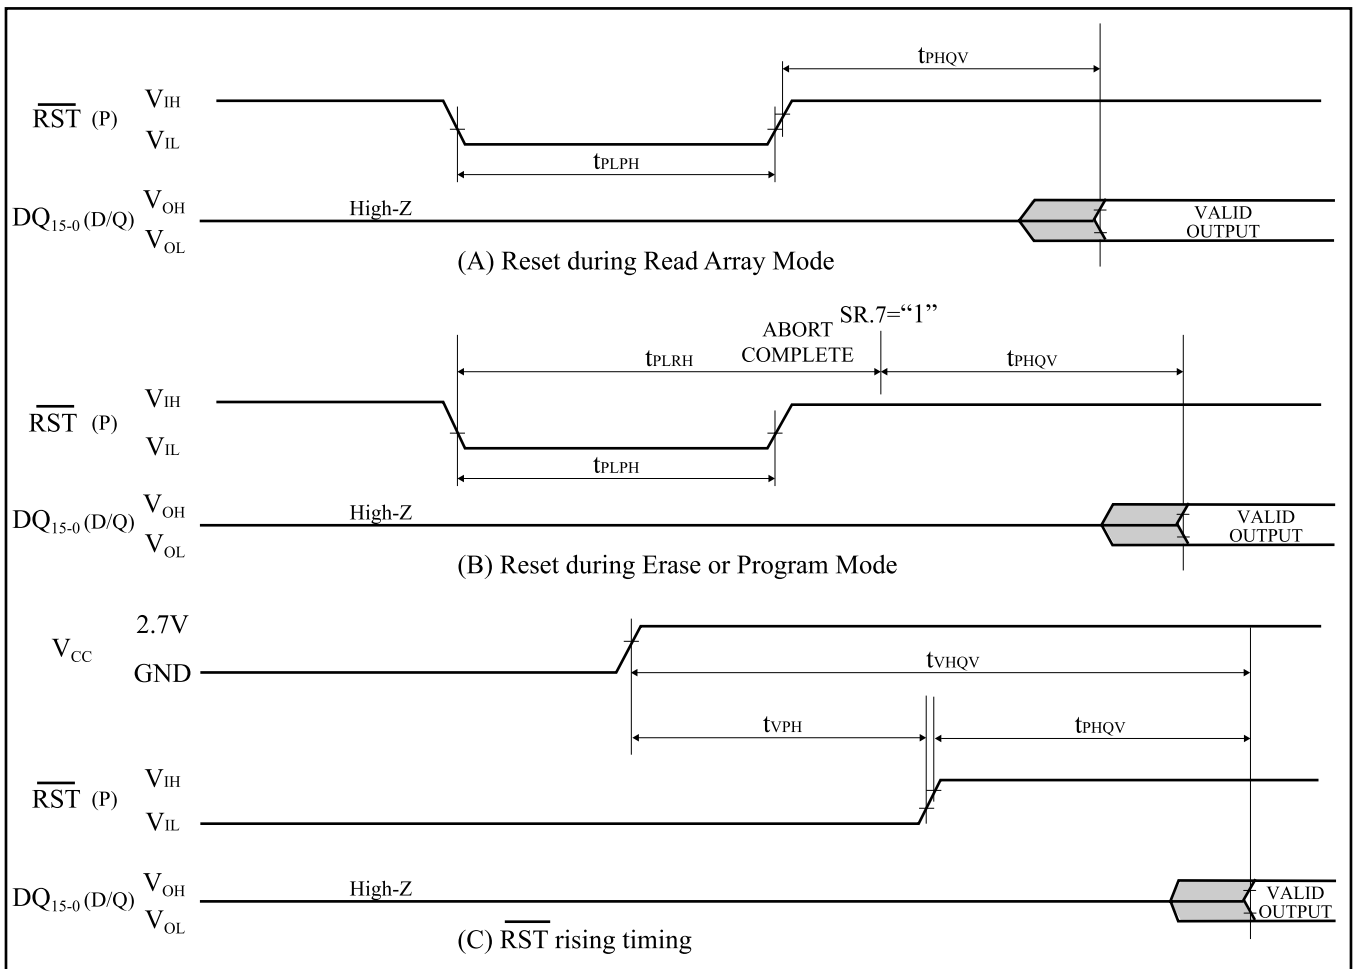 tPHQV
VIH
RST (P)
VIL
tPLPH
VOH
High-Z
VALID
OUTPUT
DQ15-0 (D/Q)
VOL
(A) Reset during Read Array Mode
SR.7=“1”
ABORT
COMPLETE
tPLRH
tPHQV
VIH
RST (P)
VIL
tPLPH
VOH
High-Z
VALID
OUTPUT
DQ15-0 (D/Q)
VOL
(B) Reset during Erase or Program Mode
2.7V
VCC
GND
tVHQV
tVPH
tPHQV
VIH
RST (P)
VIL
VOH
High-Z
VALID
OUTPUT
DQ15-0 (D/Q)
VOL
(C) RST rising timing